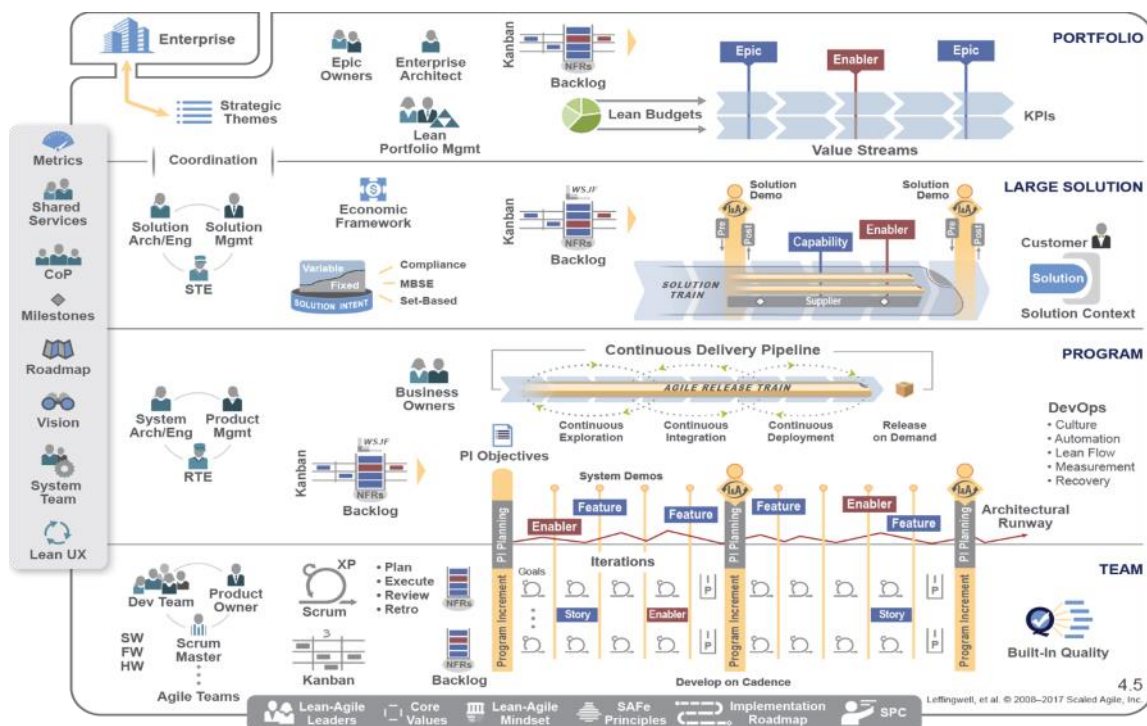 Enterprise
Strategic
Themes
Epic
Owners
Enterprise
Architect
Lean
Portfolio Mgmt
Kanban
NFRs
Backlog
Lean Budgets
Epic
Enabler
Epic
KPIs
Value Streams
PORTFOLIO
Metrics
Shared
Services
CoP
Milestones
Roadmap
Vision
System
Team
Lean UX
Coordination
Solution
Arch/Eng
Solution
Mgmt
STE
Economic
Framework
Variable
Fixed
SOLUTION INTENT
Compliance
MBSE
Set-Based
Kanban
WSJF
NFRs
Backlog
Solution
Demo
I&A
Pre
Post
Capability
Enabler
Solution
Demo
I&A
Pre
Post
SOLUTION
TRAIN
Supplier
LARGE SOLUTION
Customer
Solution
Solution Context
PROGRAM
System
Arch/Eng
Product
Mgmt
RTE
Business
Owners
Continuous Delivery Pipeline
AGILE RELEASE TRAIN
Continuous
Exploration
Continuous
Integration
Continuous
Deployment
Release
on Demand
DevOps
• Culture
• Automation
• Lean Flow
• Measurement
• Recovery
Kanban
WSJF
NFRs
Backlog
PI Objectives
System Demos
Enabler
Feature
Feature
I&A
Feature
Enabler
Feature
I&A
Architectural
Runway
PI Planning
PI Planning
PI Planning
TEAM
Dev Team
Product
Owner
Scrum
Master
SW
FW
HW
Agile Teams
XP
Scrum
• Plan
• Execute
• Review
• Retro
3
Kanban
NFRs
NFRs
Backlog
Program Increment
Goals
Iterations
Story
Enabler
I P
I P
Program Increment
Story
I P
I P
Program Increment
Develop on Cadence
Built-In Quality
4.5
Leffingwell, et al. © 2008–2017 Scaled Agile, Inc.
Lean-Agile
Leaders
Core
Values
Lean-Agile
Mindset
SAFe
Principles
Implementation
Roadmap
SPC